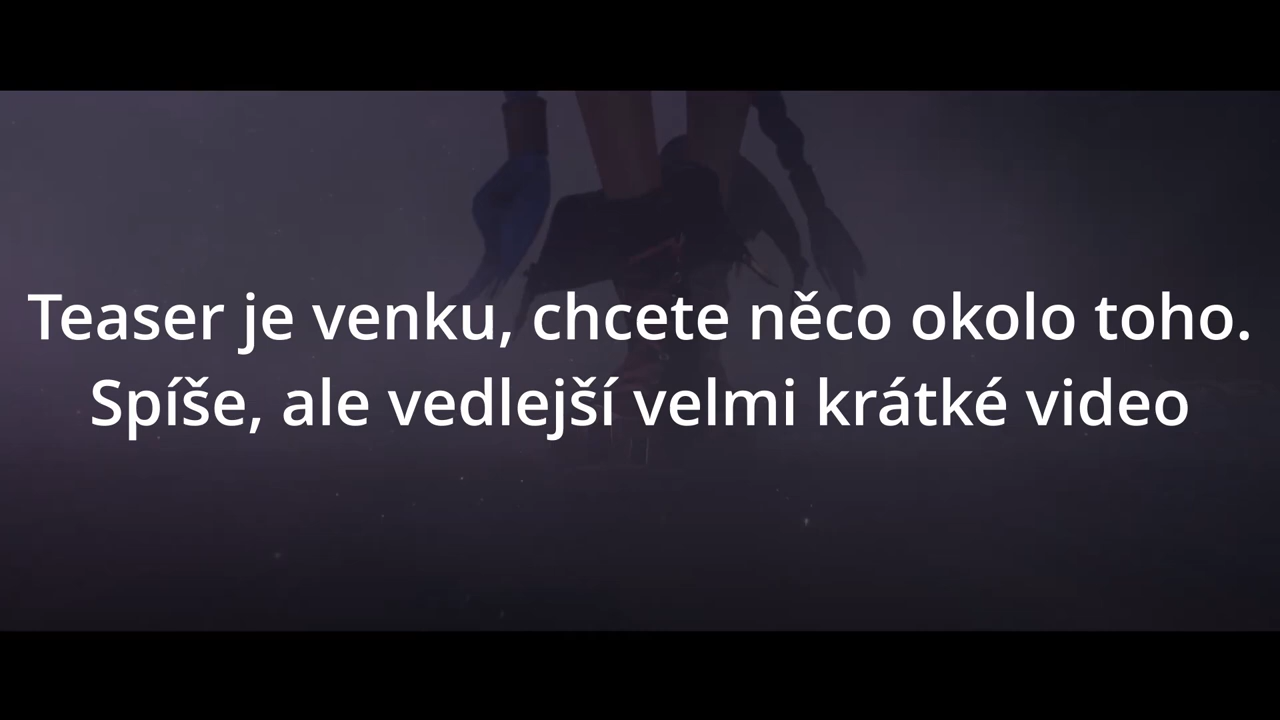 Teaser je venku, chcete něco okolo toho.
Spíše, ale vedlejší velmi krátké video